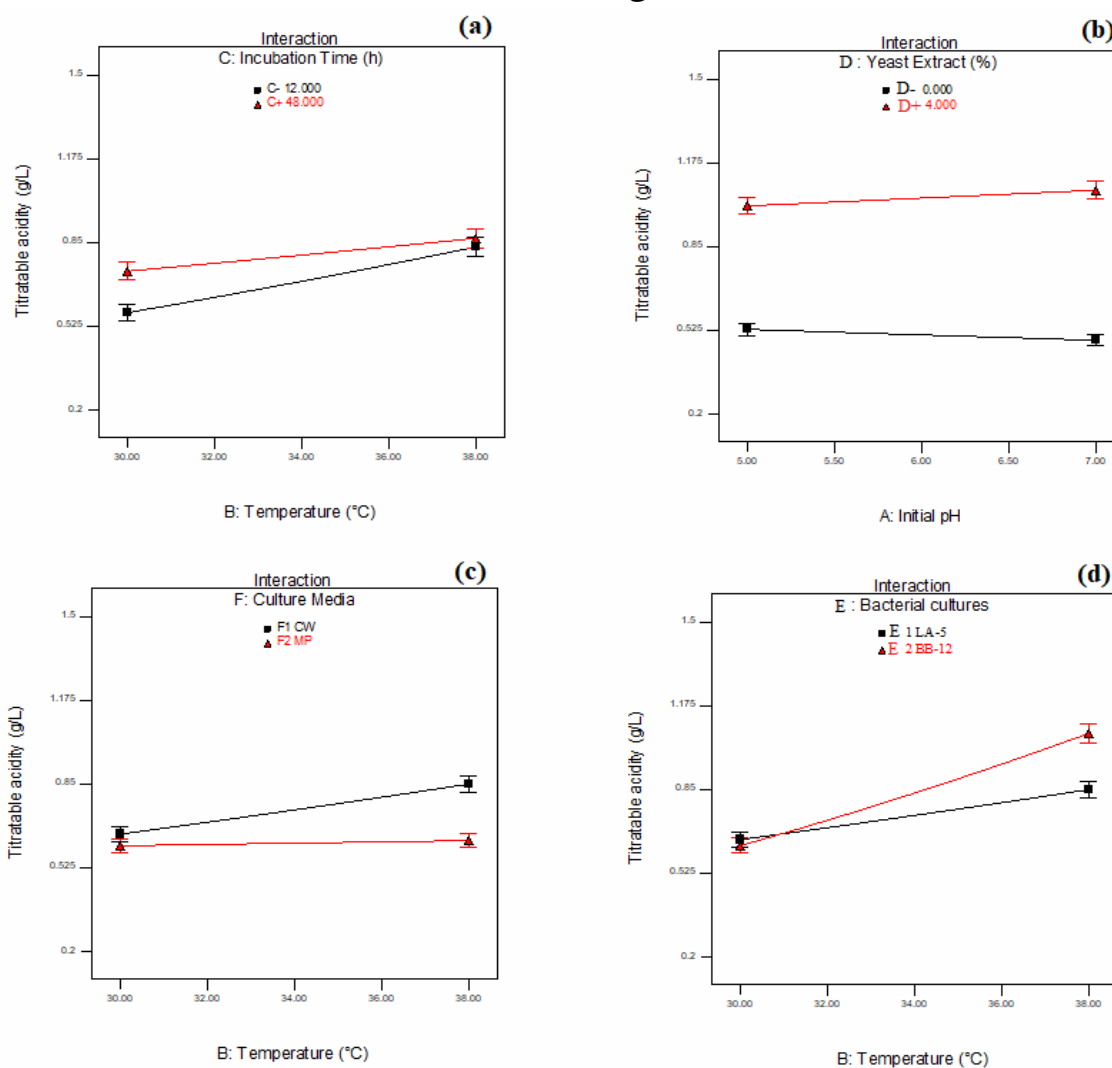 (a)
Interaction
C: Incubation Time (h)
C- 12.000
C+ 48.000
1.5
1.175
0.85
0.525
0.2
Titratable acidity (g/L)
30.00 32.00 34.00 36.00 38.00
B: Temperature (°C)
(b)
Interaction
D : Yeast Extract (%)
D- 0.000
D+ 4.000
1.5
1.175
0.85
0.525
0.2
Titratable acidity (g/L)
5.00 5.50 6.00 6.50 7.00
A: Initial pH
(c)
Interaction
F: Culture Media
F1 CW
F2 MP
1.5
1.175
0.85
0.525
0.2
Titratable acidity (g/L)
30.00 32.00 34.00 36.00 38.00
B: Temperature (°C)
(d)
Interaction
E : Bacterial cultures
E 1 LA-5
E 2 BB-12
1.5
1.175
0.85
0.525
0.2
Titratable acidity (g/L)
30.00 32.00 34.00 36.00 38.00
B: Temperature (°C)